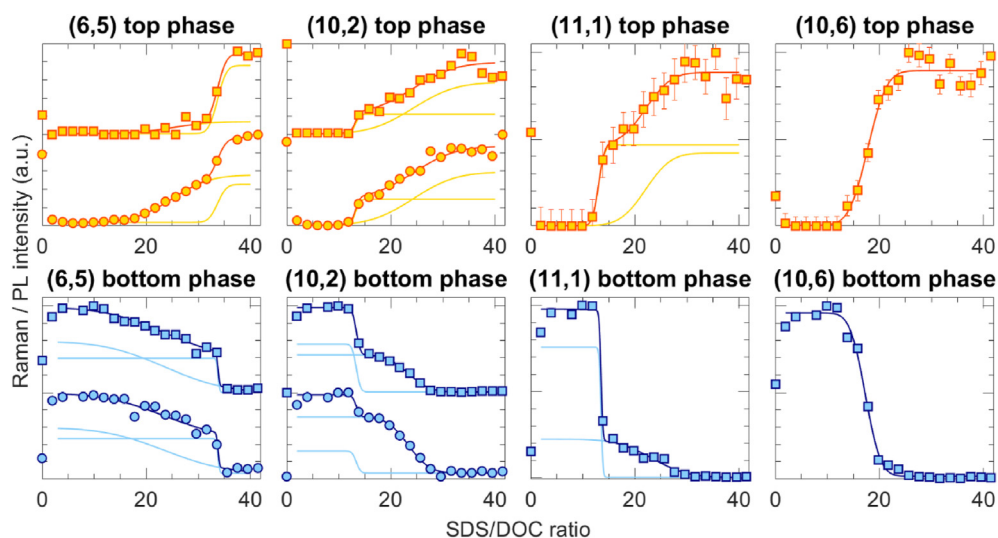 (6,5) top phase (10,2) top phase (11,1) top phase (10,6) top phase
0 20 40 0 20 40 0 20 40 0 20 40
Raman / PL intensity (a.u.)
(6,5) bottom phase (10,2) bottom phase (11,1) bottom phase (10,6) bottom phase
0 20 40 0 20 40 0 20 40 0 20 40
SDS/DOC ratio